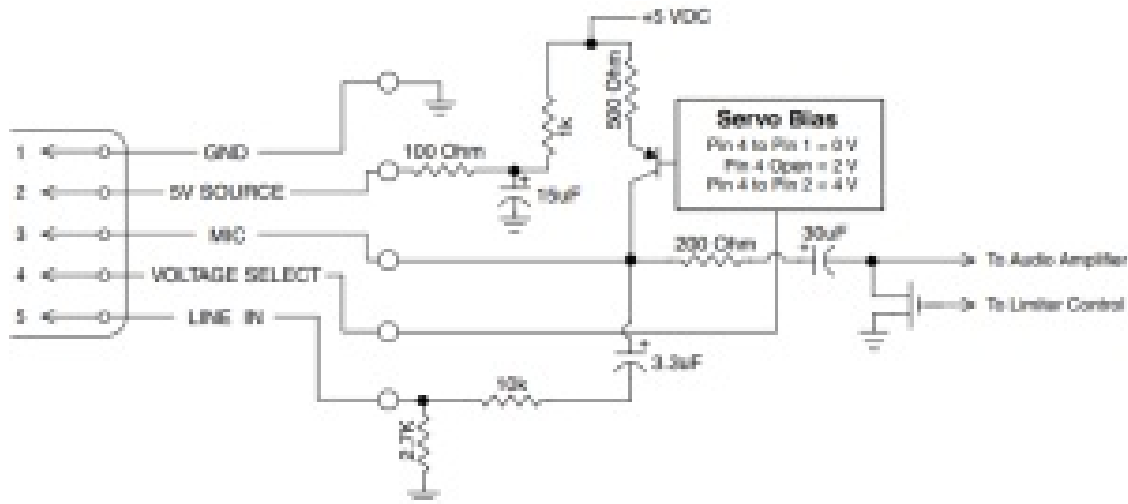 +5 VDC
500 Ohm
1k
Servo Bias
Pin 4 to Pin 1 = 0 V
Pin 4 Open = 2 V
Pin 4 to Pin 2 = 4 V
1
GND
100 Ohm
2
5V SOURCE
15uF
3
MIC
200 Ohm
30uF
To Audio Amplifier
4
VOLTAGE SELECT
To Limiter Control
5
LINE IN
3.3uF
10k
2.7K